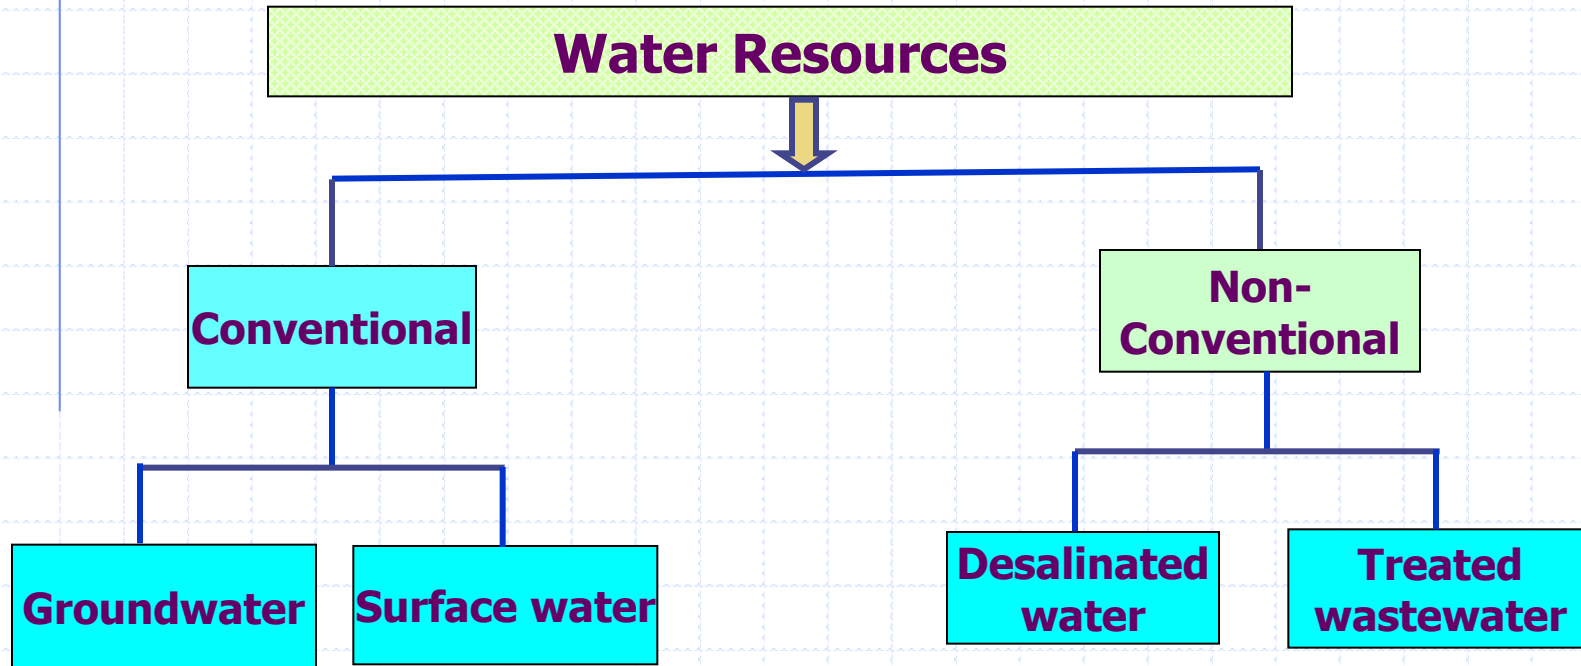 Water Resources
Conventional
Non-
Conventional
Groundwater
Surface water
Desalinated
water
Treated
wastewater